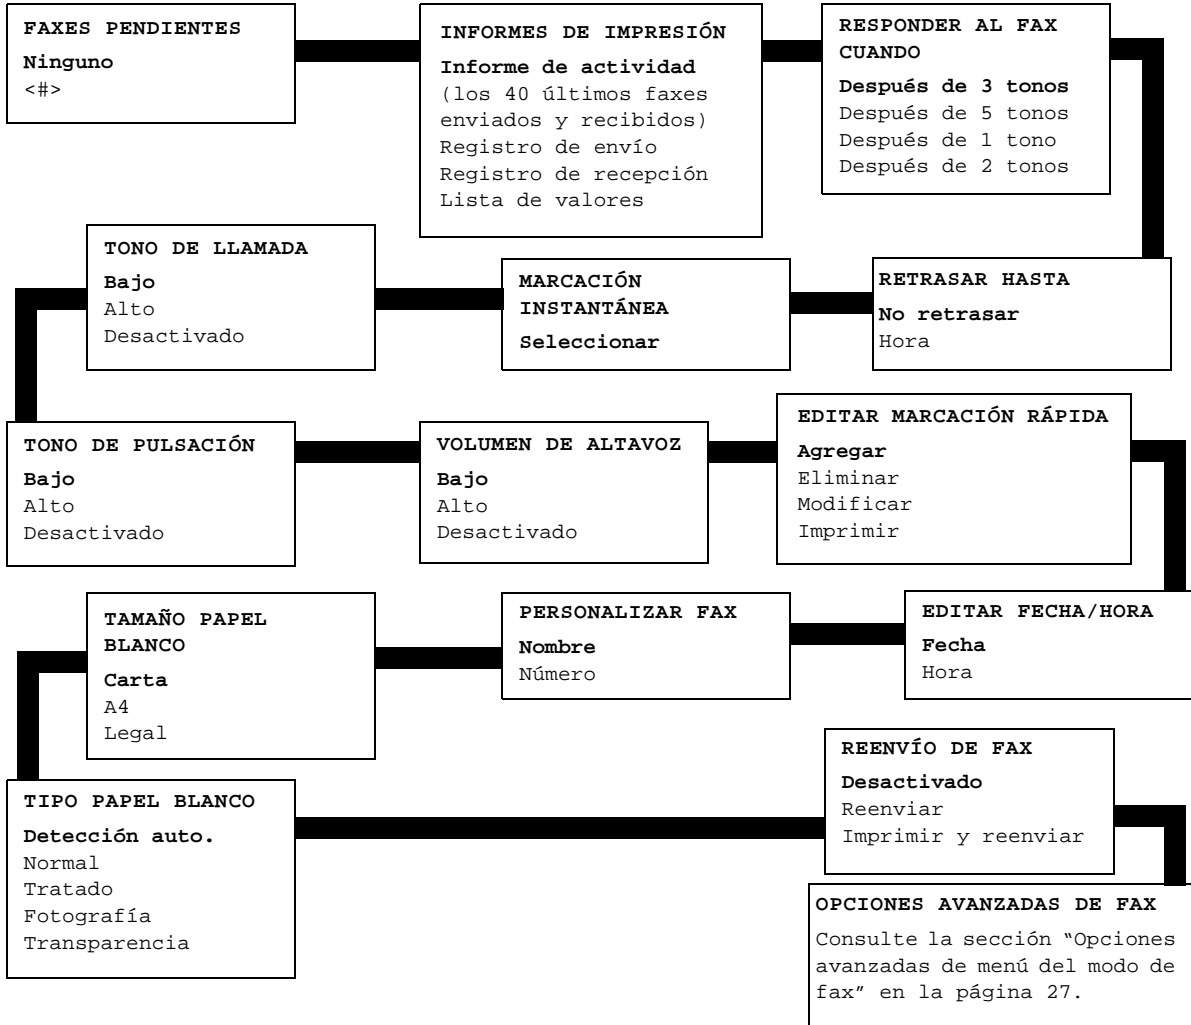 FAXES PENDIENTES
Ninguno
<#>
INFORMES DE IMPRESIÓN
Informe de actividad
(los 40 últimos faxes
enviados y recibidos)
Registro de envío
Registro de recepción
Lista de valores
RESPONDER AL FAX
CUANDO
Después de 3 tonos
Después de 5 tonos
Después de 1 tono
Después de 2 tonos
RETRASAR HASTA
No retrasar
Hora
MARCACIÓN
INSTANTÁNEA
Seleccionar
TONO DE LLAMADA
Bajo
Alto
Desactivado
TONO DE PULSACIÓN
Bajo
Alto
Desactivado
VOLUMEN DE ALTAVOZ
Bajo
Alto
Desactivado
EDITAR MARCACIÓN RÁPIDA
Agregar
Eliminar
Modificar
Imprimir
EDITAR FECHA/HORA
Fecha
Hora
PERSONALIZAR FAX
Nombre
Número
TAMAÑO PAPEL
BLANCO
Carta
A4
Legal
TIPO PAPEL BLANCO
Detección auto.
Normal
Tratado
Fotografía
Transparencia
REENVÍO DE FAX
Desactivado
Reenviar
Imprimir y reenviar
OPCIONES AVANZADAS DE FAX
Consulte la sección “Opciones
avanzadas de menú del modo de
fax” en la página 27.